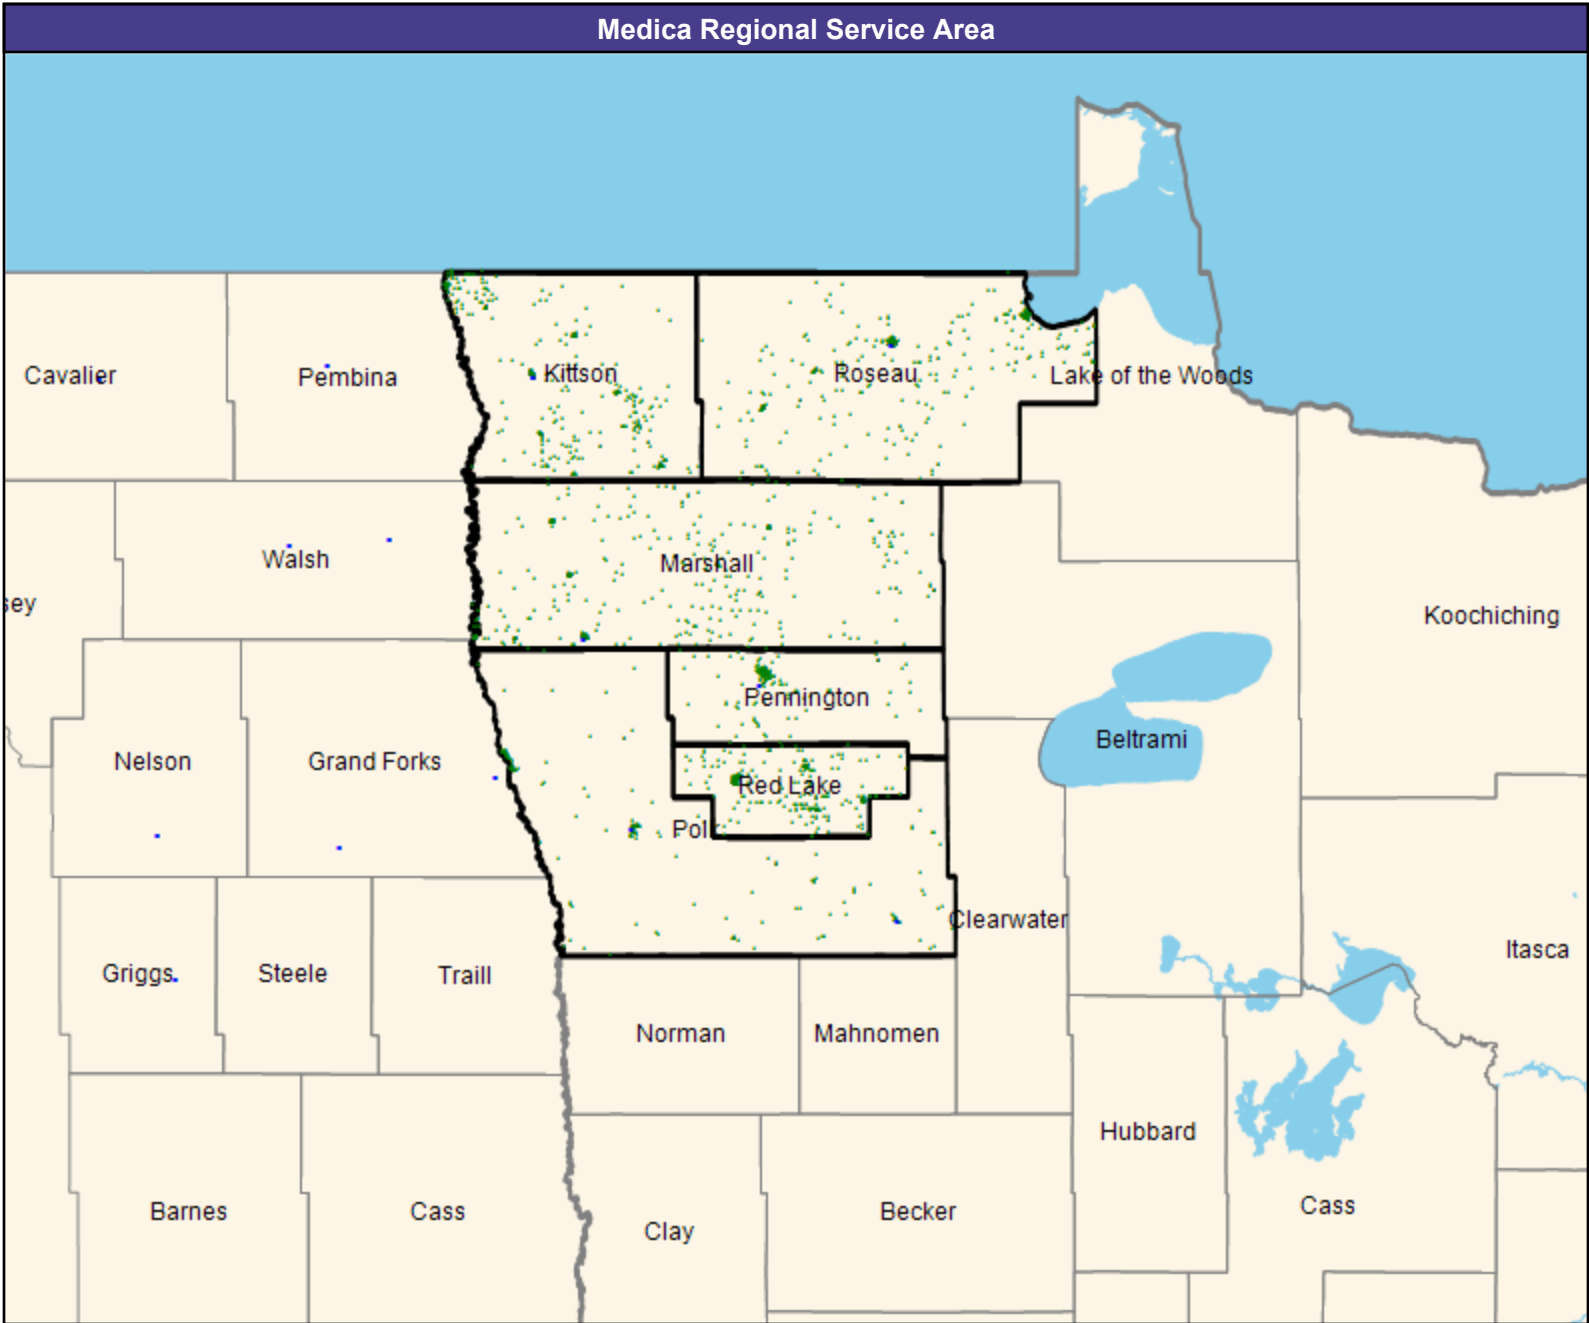 Medica Regional Service Area
Cavalier
Pembina
Kittson
Roseau
Lake of the Woods
Walsh
Marshall
sey
Koochiching
Pennington
Nelson
Grand Forks
Beltrami
Red Lake
Pol
Clearwater
Griggs
Steele
Traill
Itasca
Norman
Mahnomen
Hubbard
Barnes
Cass
Clay
Becker
Cass